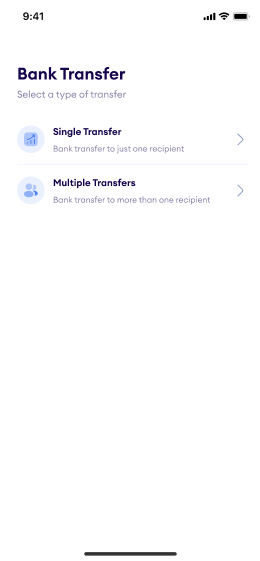 9:41
Bank Transfer
Select a type of transfer
Single Transfer
Bank transfer to just one recipient
Multiple Transfers
Bank transfer to more than one recipient